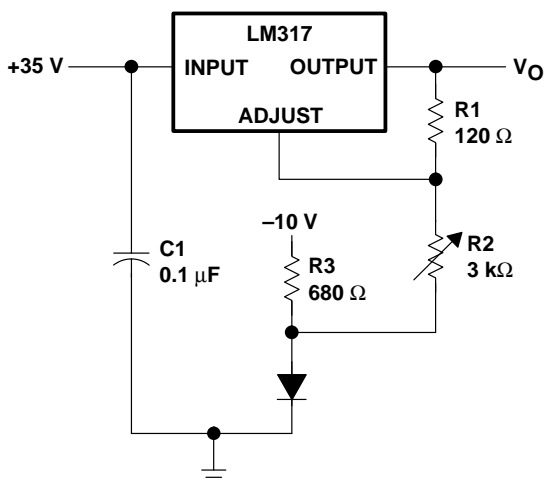 LM317
+35 V
INPUT
OUTPUT
VO
ADJUST
R1
120 Ω
–10 V
R2
3 kΩ
C1
0.1 μF
R3
680 Ω